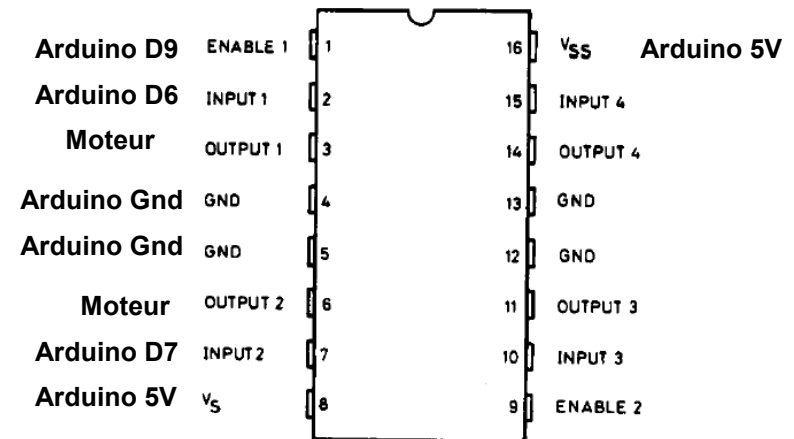 Arduino D9 ENABLE 1 1 16 VSS Arduino 5V
Arduino D6 INPUT 1 2 15 INPUT 4
Moteur OUTPUT 1 3 14 OUTPUT 4
Arduino Gnd GND 4 13 GND
Arduino Gnd GND 5 12 GND
Moteur OUTPUT 2 6 11 OUTPUT 3
Arduino D7 INPUT 2 7 10 INPUT 3
Arduino 5V VS 8 9 ENABLE 2